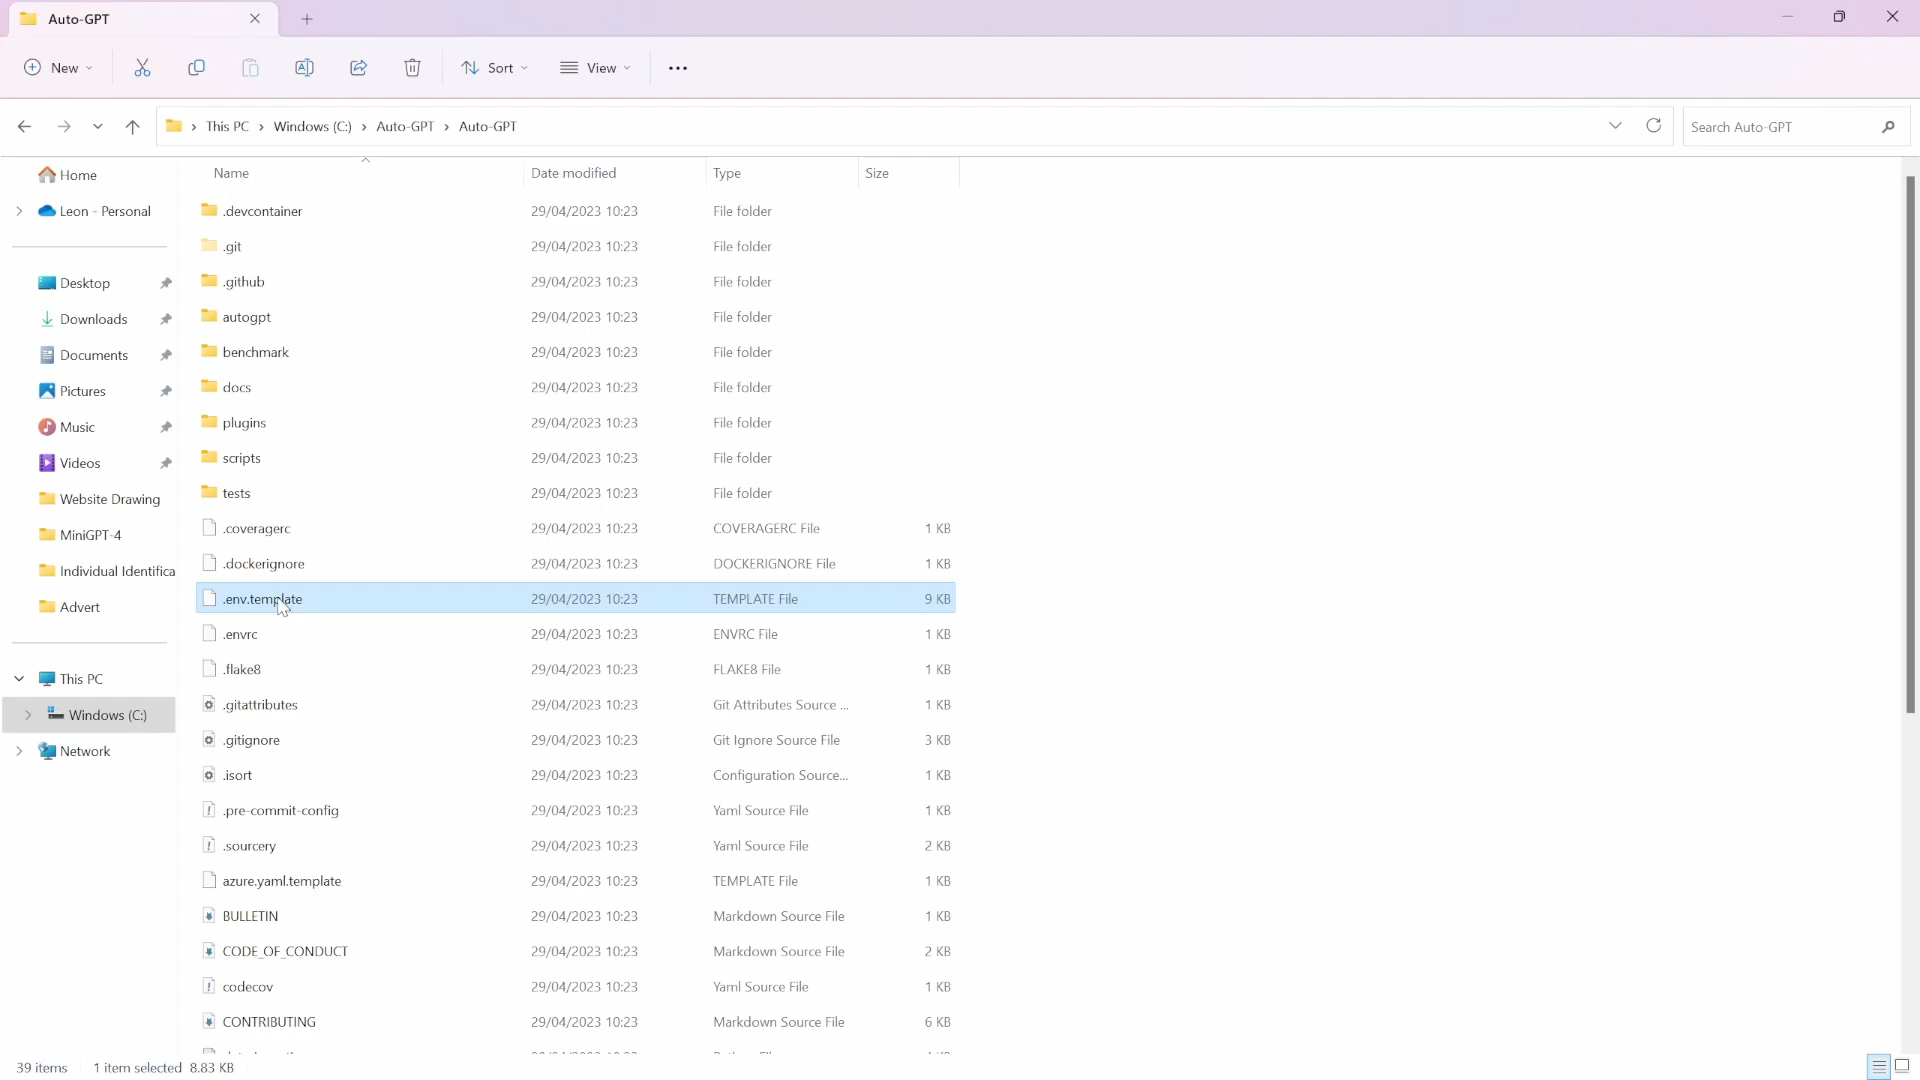 Auto-GPT
New
Sort
View
This PC > Windows (C:) > Auto-GPT > Auto-GPT
Search Auto-GPT
Home
Leon - Personal
Desktop
Downloads
Documents
Pictures
Music
Videos
Website Drawing
MiniGPT-4
Individual Identifica
Advert
This PC
Windows (C:)
Network
Name Date modified Type Size
.devcontainer 29/04/2023 10:23 File folder
.git 29/04/2023 10:23 File folder
.github 29/04/2023 10:23 File folder
autogpt 29/04/2023 10:23 File folder
benchmark 29/04/2023 10:23 File folder
docs 29/04/2023 10:23 File folder
plugins 29/04/2023 10:23 File folder
scripts 29/04/2023 10:23 File folder
tests 29/04/2023 10:23 File folder
.coveragerc 29/04/2023 10:23 COVERAGERC File 1 KB
.dockerignore 29/04/2023 10:23 DOCKERIGNORE File 1 KB
.env.template 29/04/2023 10:23 TEMPLATE File 9 KB
.envrc 29/04/2023 10:23 ENVRC File 1 KB
.flake8 29/04/2023 10:23 FLAKE8 File 1 KB
.gitattributes 29/04/2023 10:23 Git Attributes Source ... 1 KB
.gitignore 29/04/2023 10:23 Git Ignore Source File 3 KB
.isort 29/04/2023 10:23 Configuration Source... 1 KB
.pre-commit-config 29/04/2023 10:23 Yaml Source File 1 KB
.sourcery 29/04/2023 10:23 Yaml Source File 2 KB
azure.yaml.template 29/04/2023 10:23 TEMPLATE File 1 KB
BULLETIN 29/04/2023 10:23 Markdown Source File 1 KB
CODE_OF_CONDUCT 29/04/2023 10:23 Markdown Source File 2 KB
codecov 29/04/2023 10:23 Yaml Source File 1 KB
CONTRIBUTING 29/04/2023 10:23 Markdown Source File 6 KB
39 items 1 item selected 8.83 KB